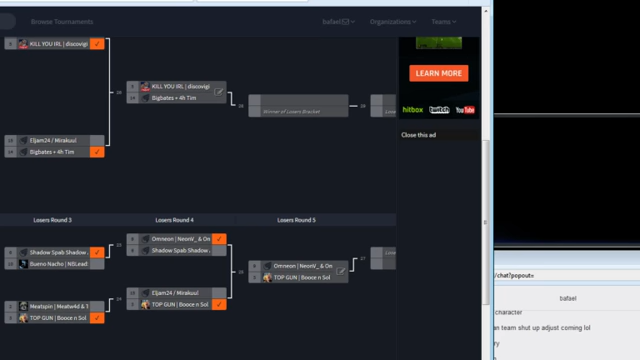 Browse Tournaments
bafael
Organizations
Teams
KILL YOU IRL | discovigi
KILL YOU IRL | discovigi
Bigbates + 4h Tim
Winner of Losers Bracket
Eljam24 / Mirakuul
Bigbates + 4h Tim
LEARN MORE
hitbox
twitch
YouTube
Close this ad
Losers Round 3
Losers Round 4
Losers Round 5
Omneon | NeonV_ & On
Shadow Spab Shadow .
Shadow Spab Shadow .
Bueno Nacho | NISLead
Omneon | NeonV_ & On
TOP GUN | Booce n Sol
Eljam24 / Mirakuul
TOP GUN | Booce n Sol
Meatspin | Meatw4d & T
TOP GUN | Booce n Sol
/chat?popout=
bafael
character
an team shut up adjust coming lol